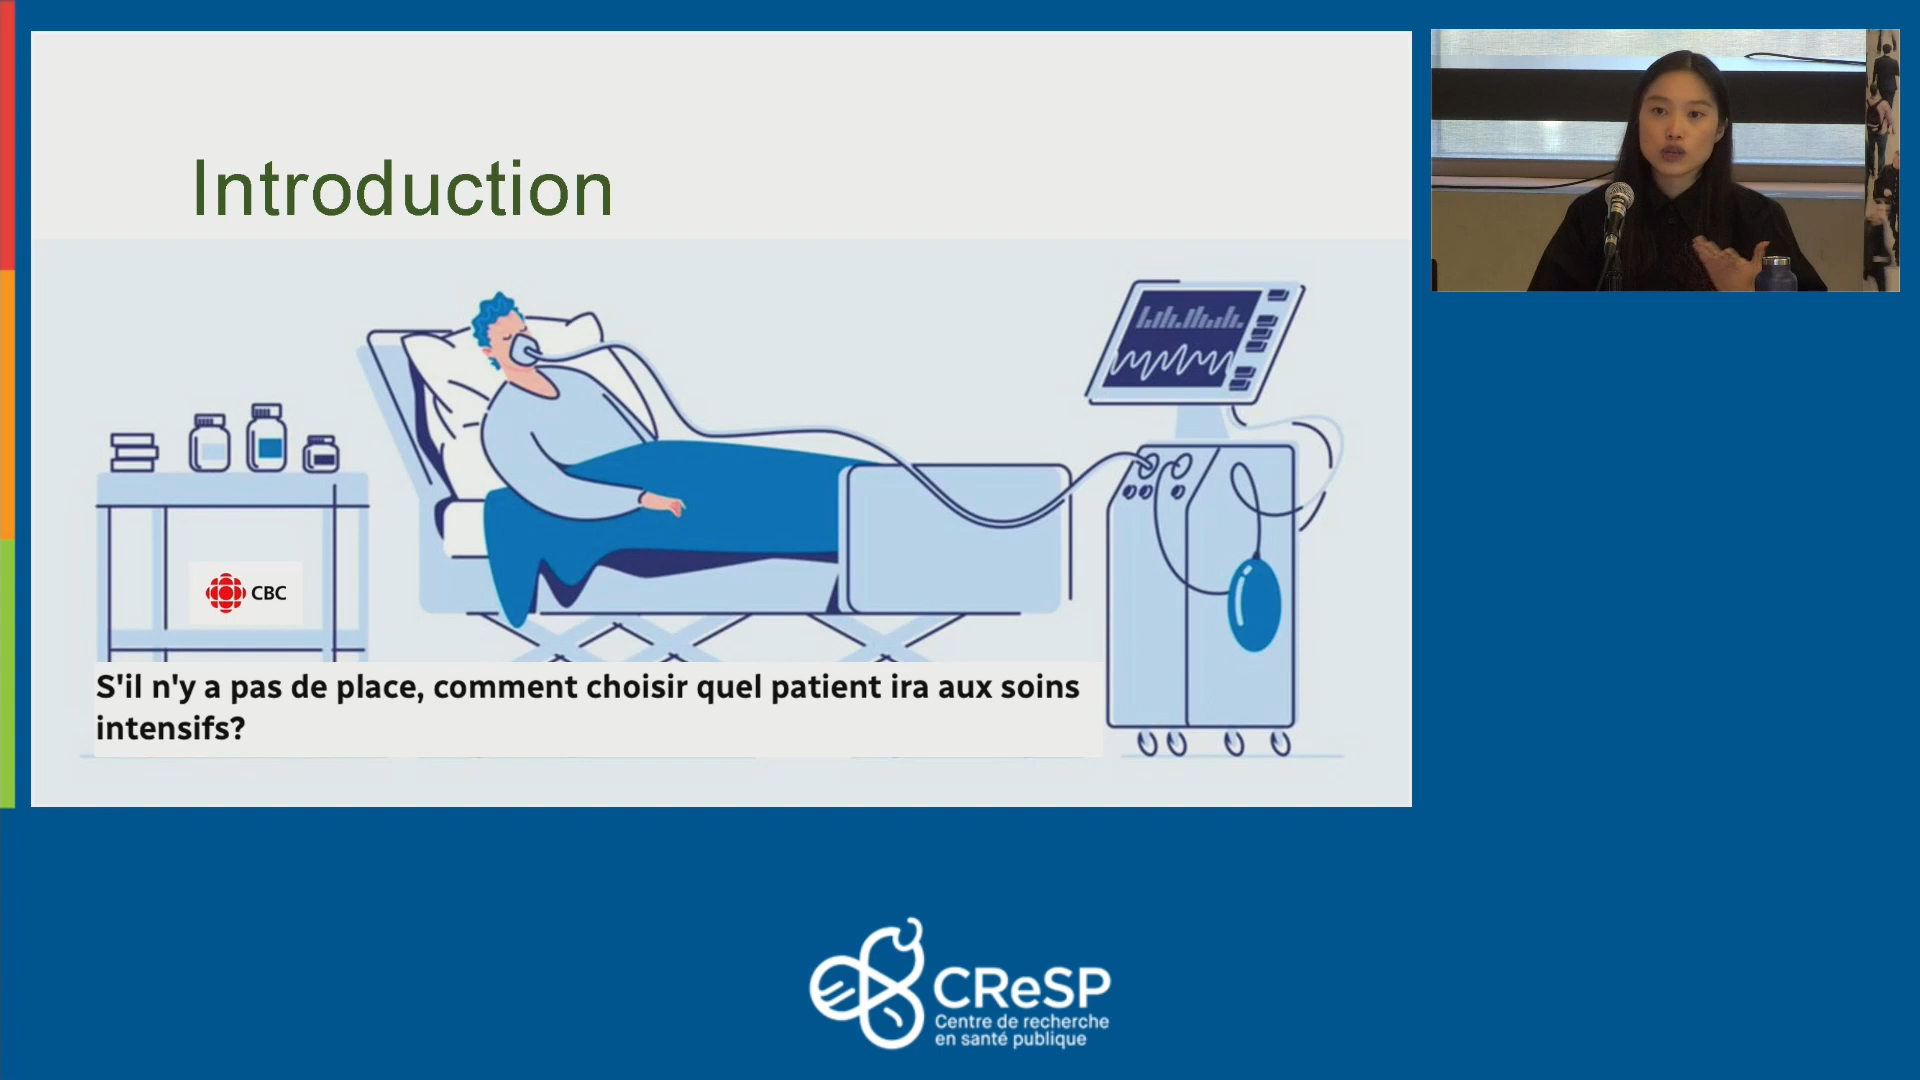 Introduction
CBC
S'il n'y a pas de place, comment choisir quel patient ira aux soins
intensifs?
CReSP
Centre de recherche
en santé publique